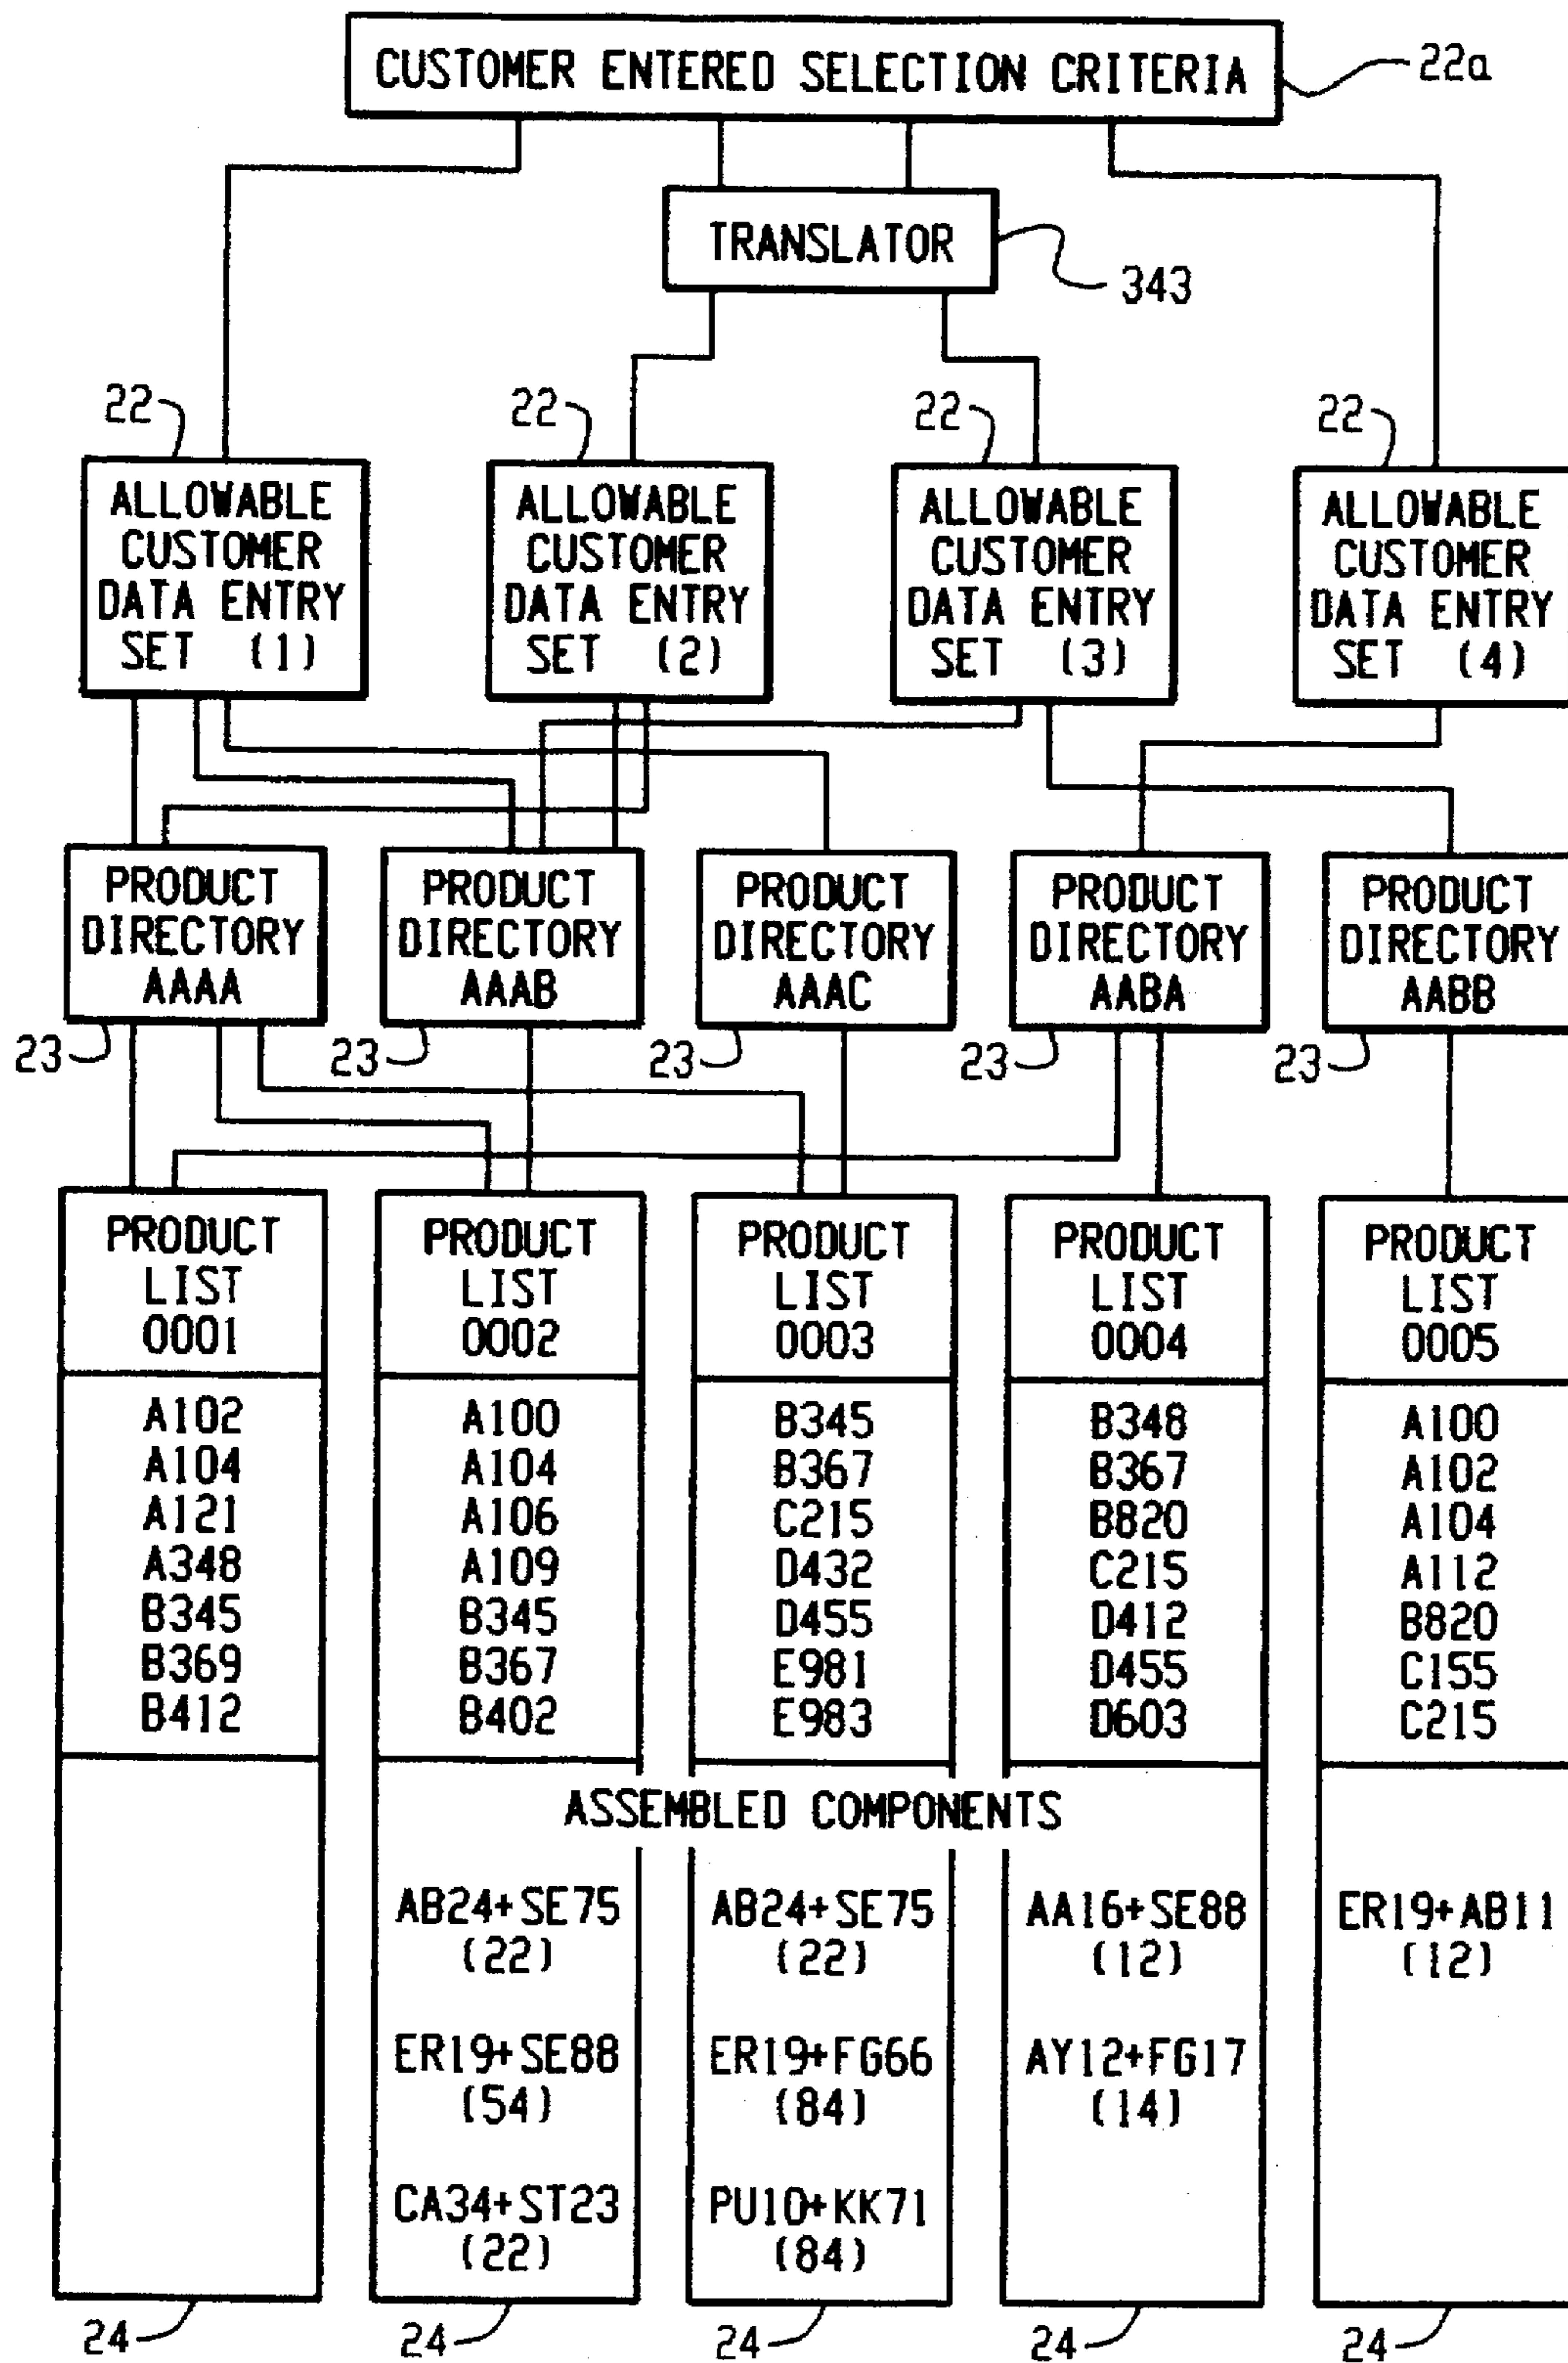 CUSTOMER ENTERED SELECTION CRITERIA
22a
TRANSLATOR
343
22
22
22
22
ALLOWABLE
CUSTOMER
DATA ENTRY
SET (1)
ALLOWABLE
CUSTOMER
DATA ENTRY
SET (2)
ALLOWABLE
CUSTOMER
DATA ENTRY
SET (3)
ALLOWABLE
CUSTOMER
DATA ENTRY
SET (4)
PRODUCT
DIRECTORY
AAAA
PRODUCT
DIRECTORY
AAAB
PRODUCT
DIRECTORY
AAAC
PRODUCT
DIRECTORY
AABA
PRODUCT
DIRECTORY
AABB
23
23
23
23
23
PRODUCT
LIST
0001
A102
A104
A121
A348
B345
B369
B412
PRODUCT
LIST
0002
A100
A104
A106
A109
B345
B367
B402
PRODUCT
LIST
0003
B345
B367
C215
D432
D455
E981
E983
PRODUCT
LIST
0004
B348
B367
B820
C215
D412
D455
D603
PRODUCT
LIST
0005
A100
A102
A104
A112
B820
C155
C215
ASSEMBLED COMPONENTS
AB24+SE75
(22)
ER19+SE88
(54)
CA34+ST23
(22)
AB24+SE75
(22)
ER19+FG66
(84)
PU10+KK71
(84)
AA16+SE88
(12)
AY12+FG17
(14)
ER19+AB11
(12)
24
24
24
24
24